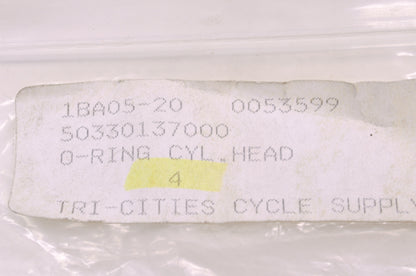 1BA05-20 0053599
50330137000
O-RING CYL.HEAD
4
TRI-CITIES CYCLE SUPPLY